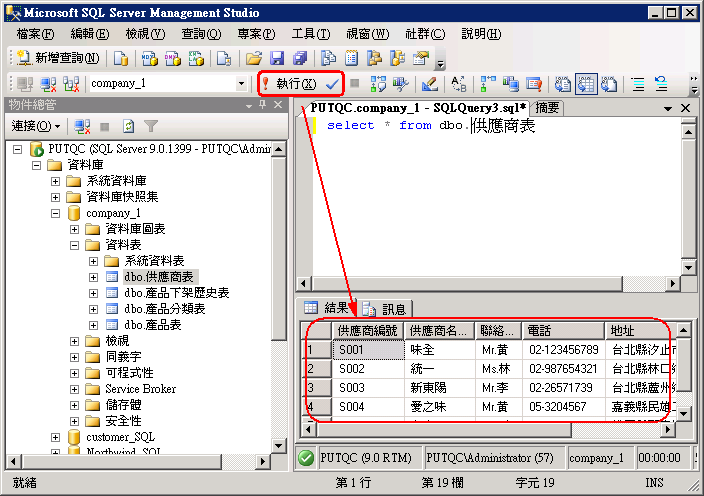 Microsoft SQL Server Management Studio
檔案(F) 編輯(E) 檢視(V) 查詢(Q) 專案(P) 工具(T) 視窗(W) 社群(C) 說明(H)
新增查詢(N)
company_1 執行(X)
物件總管
連接(O)
PUTQC (SQL Server 9.0.1399 - PUTQC\Admin
資料庫
系統資料庫
資料庫快照集
company_1
資料庫圖表
資料表
系統資料表
dbo.供應商表
dbo.產品下架歷史表
dbo.產品分類表
dbo.產品表
檢視
同義字
可程式性
Service Broker
儲存體
安全性
customer_SQL
Northwind_SQL
PUTQC.company_1 - SQLQuery3.sql* 摘要
select * from dbo.供應商表
結果 訊息
供應商編號 供應商名... 聯絡... 電話 地址
1 S001 味全 Mr.黃 02-123456789 台北縣汐止市
2 S002 統一 Ms.林 02-987654321 台北縣林口
3 S003 新東陽 Mr.李 02-26571739 台北縣蘆洲
4 S004 愛之味 Mr.黃 05-3204567 嘉義縣民雄
PUTQC (9.0 RTM) PUTQC\Administrator (57) company_1 00:00:00
就緒 第 1 行 第 19 欄 字元 19 INS